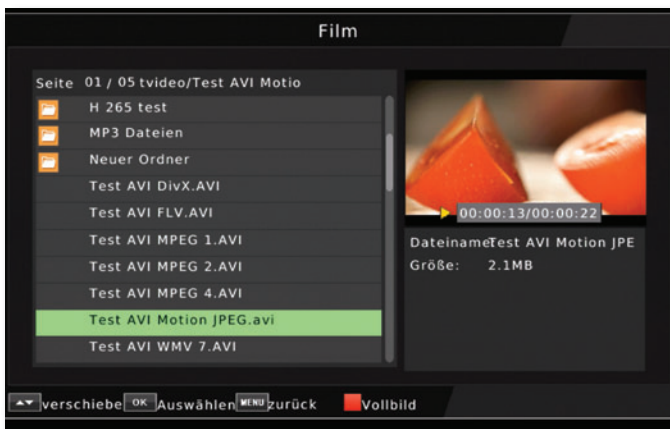 Film
Seite 01 / 05 tvideo/Test AVI Motio
H 265 test
MP3 Dateien
Neuer Ordner
Test AVI DivX.AVI
Test AVI FLV.AVI
Test AVI MPEG 1.AVI
Test AVI MPEG 2.AVI
Test AVI MPEG 4.AVI
Test AVI Motion JPEG.avi
Test AVI WMV 7.AVI
00:00:13/00:00:22
DateinameTest AVI Motion JPE
Größe: 2.1MB
verschiebe OK Auswählen MENU zurück Vollbild